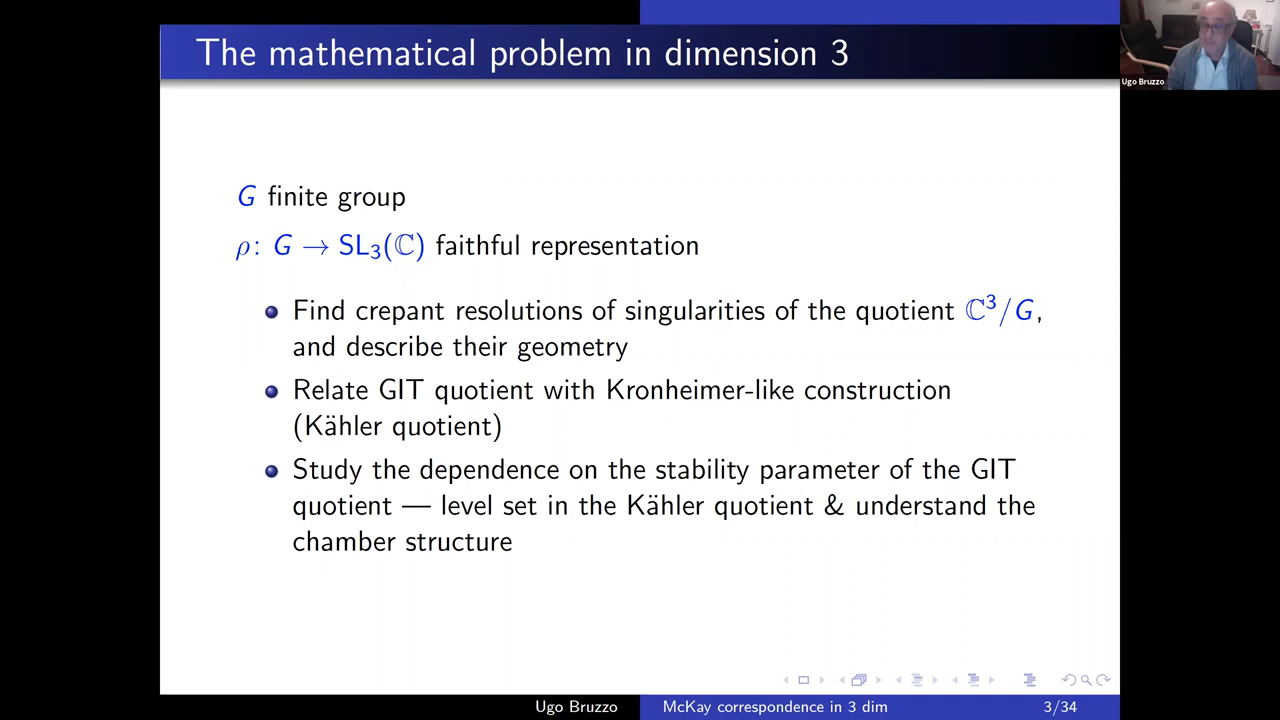 The mathematical problem in dimension 3
Ugo Bruzzo
G finite group
ρ: G → SL₃(ℂ) faithful representation
Find crepant resolutions of singularities of the quotient ℂ³/G,
and describe their geometry
Relate GIT quotient with Kronheimer-like construction
(Kähler quotient)
Study the dependence on the stability parameter of the GIT
quotient — level set in the Kähler quotient & understand the
chamber structure
Ugo Bruzzo McKay correspondence in 3 dim 3/34